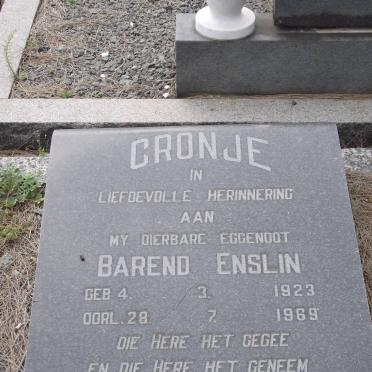 CRONJE
IN
LIEFDEVOLLE HERINNERING
AAN
MY DIERBARE EGGENOOT
BAREND ENSLIN
GEB 4. 3. 1923
OORL. 28. 7. 1969
DIE HERE HET GEGEE
EN DIE HERE HET GENEEM